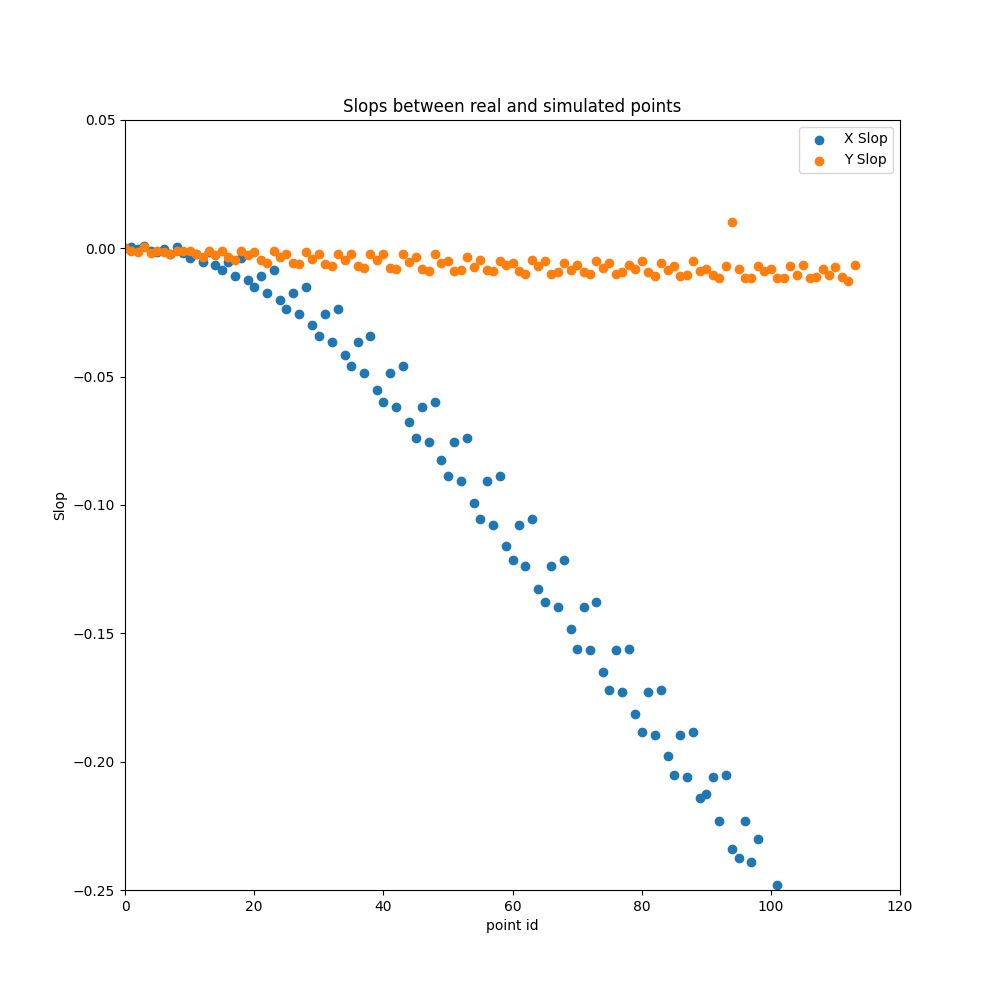 Slops between real and simulated points
X Slop
Y Slop
0.05
0.00
−0.05
−0.10
−0.15
−0.20
−0.25
Slop
0 20 40 60 80 100 120
point id